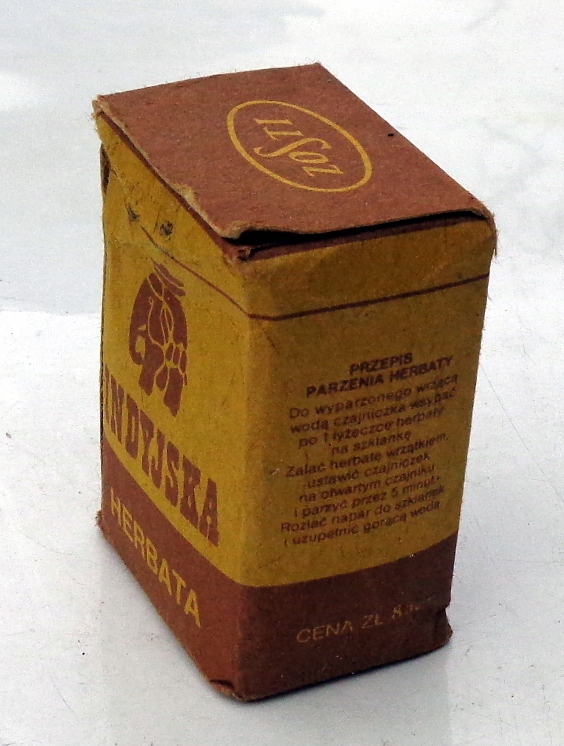 INDYJSKA
HERBATA
PRZEPIS
PARZENIA HERBATY
Do wyparzonego wrzącą
wodą czajniczka wsypać
po 1 łyżeczce herbaty
na szklankę
Zalać herbatę wrzątkiem,
ustawić czajniczek
na otwartym czajniku
i parzyć przez 5 minut.
Rozlać napar do szklanek
i uzupełnić gorącą wodą
CENA ZŁ